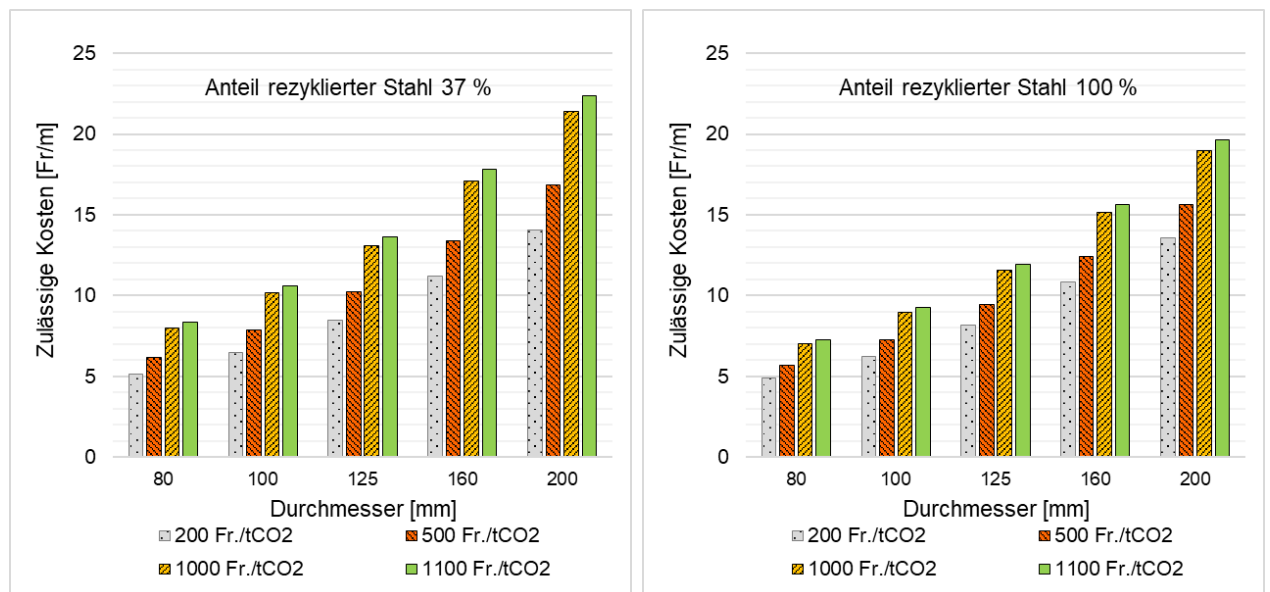 25
Anteil rezyklierter Stahl 37 %
20
15
10
5
0
Zulässige Kosten [Fr/m]
80 100 125 160 200
Durchmesser [mm]
200 Fr./tCO2 500 Fr./tCO2
1000 Fr./tCO2 1100 Fr./tCO2
25
Anteil rezyklierter Stahl 100 %
20
15
10
5
0
Zulässige Kosten [Fr/m]
80 100 125 160 200
Durchmesser [mm]
200 Fr./tCO2 500 Fr./tCO2
1000 Fr./tCO2 1100 Fr./tCO2